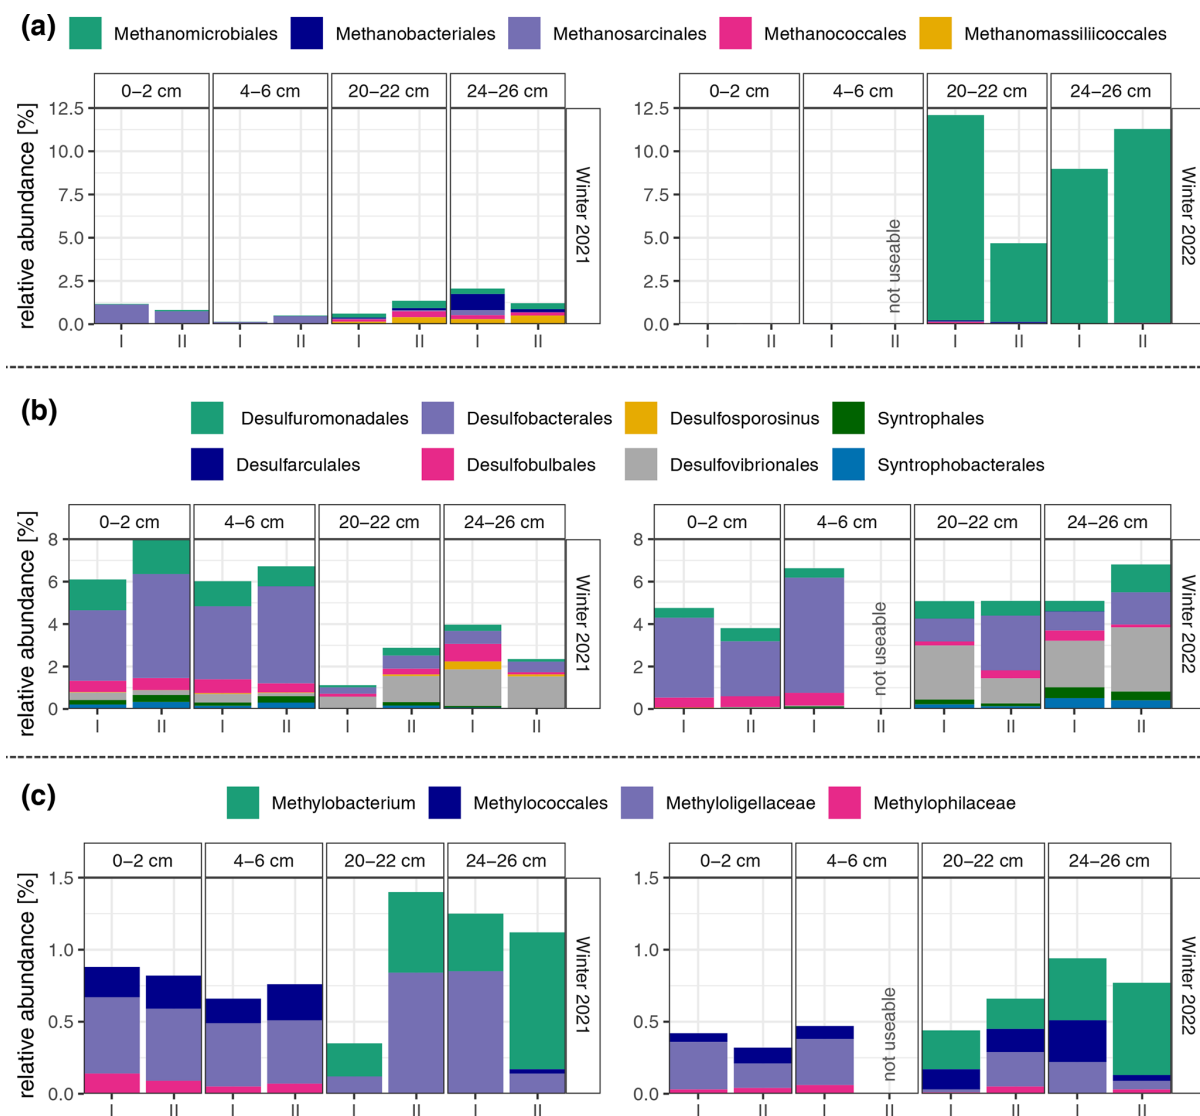 (a) Methanomicrobiales Methanobacteriales Methanosarcinales Methanococcales Methanomassiliicoccales
0–2 cm 4–6 cm 20–22 cm 24–26 cm 0–2 cm 4–6 cm 20–22 cm 24–26 cm
relative abundance [%]
12.5 12.5
10.0 10.0
7.5 7.5
5.0 5.0
2.5 2.5
0.0 0.0
Winter 2021
not useable
Winter 2022
I II I II I II I II I II I II I II I II
(b)
Desulfuromonadales Desulfobacterales Desulfosporosinus Syntrophales
Desulfarculales Desulfobulbales Desulfovibrionales Syntrophobacterales
0–2 cm 4–6 cm 20–22 cm 24–26 cm 0–2 cm 4–6 cm 20–22 cm 24–26 cm
relative abundance [%]
8 8
6 6
4 4
2 2
0 0
Winter 2021
not useable
Winter 2022
I II I II I II I II I II I II I II I II
(c)
Methylobacterium Methylococcales Methyloligellaceae Methylophilaceae
0–2 cm 4–6 cm 20–22 cm 24–26 cm 0–2 cm 4–6 cm 20–22 cm 24–26 cm
relative abundance [%]
1.5 1.5
1.0 1.0
0.5 0.5
0.0 0.0
Winter 2021
not useable
Winter 2022
I II I II I II I II I II I II I II I II